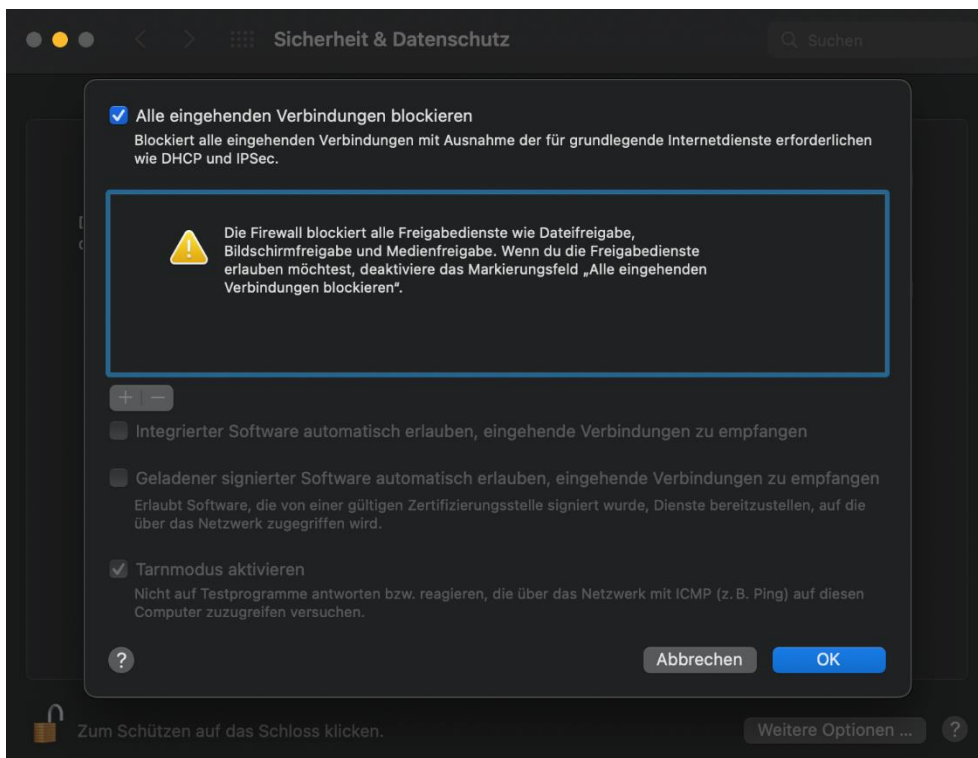 Sicherheit & Datenschutz
Suchen
Alle eingehenden Verbindungen blockieren
Blockiert alle eingehenden Verbindungen mit Ausnahme der für grundlegende Internetdienste erforderlichen
wie DHCP und IPSec.
Die Firewall blockiert alle Freigabedienste wie Dateifreigabe,
Bildschirmfreigabe und Medienfreigabe. Wenn du die Freigabedienste
erlauben möchtest, deaktiviere das Markierungsfeld „Alle eingehenden
Verbindungen blockieren“.
Integrierter Software automatisch erlauben, eingehende Verbindungen zu empfangen
Geladener signierter Software automatisch erlauben, eingehende Verbindungen zu empfangen
Erlaubt Software, die von einer gültigen Zertifizierungsstelle signiert wurde, Dienste bereitzustellen, auf die
über das Netzwerk zugegriffen wird.
Tarnmodus aktivieren
Nicht auf Testprogramme antworten bzw. reagieren, die über das Netzwerk mit ICMP (z. B. Ping) auf diesen
Computer zuzugreifen versuchen.
? Abbrechen OK
Zum Schützen auf das Schloss klicken. Weitere Optionen ... ?